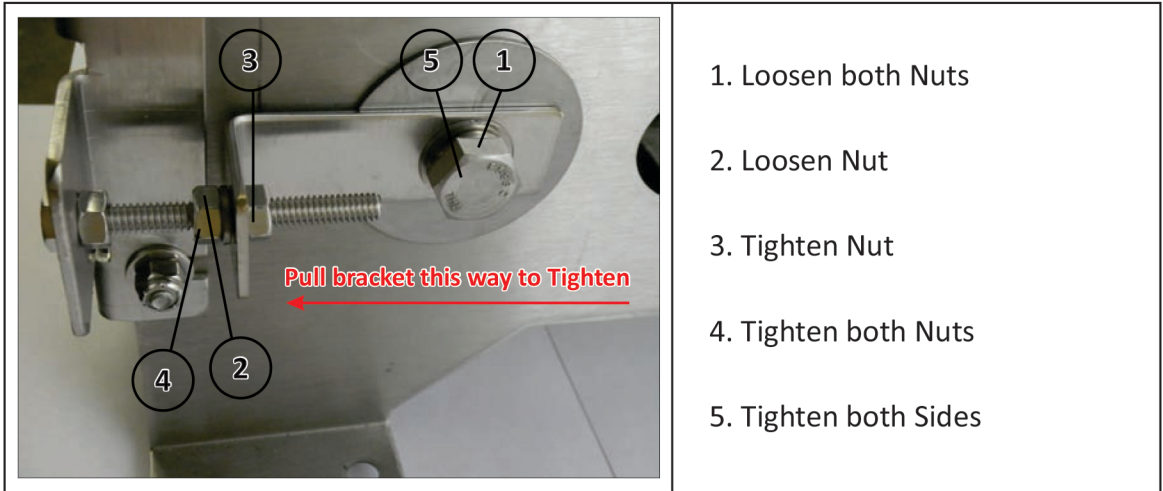 3
5
1
Pull bracket this way to Tighten
4
2
1. Loosen both Nuts
2. Loosen Nut
3. Tighten Nut
4. Tighten both Nuts
5. Tighten both Sides